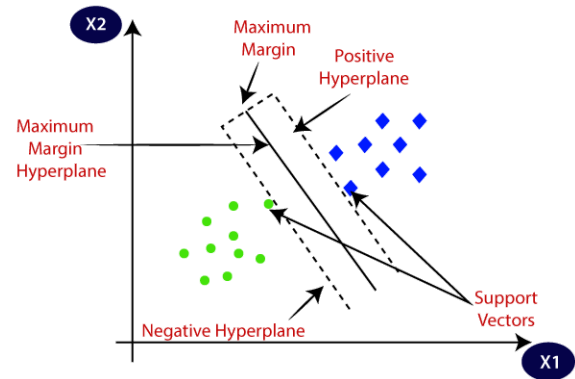 X2
Maximum
Margin
Positive
Hyperplane
Maximum
Margin
Hyperplane
Support
Vectors
Negative Hyperplane
X1